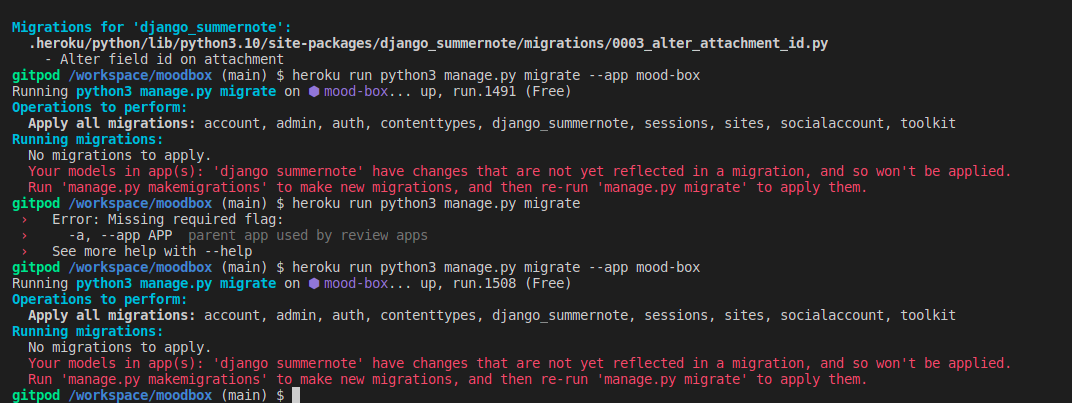 Migrations for 'django_summernote':
.heroku/python/lib/python3.10/site-packages/django_summernote/migrations/0003_alter_attachment_id.py
- Alter field id on attachment
gitpod /workspace/moodbox (main) $ heroku run python3 manage.py migrate --app mood-box
Running python3 manage.py migrate on ⬢ mood-box... up, run.1491 (Free)
Operations to perform:
Apply all migrations: account, admin, auth, contenttypes, django_summernote, sessions, sites, socialaccount, toolkit
Running migrations:
No migrations to apply.
Your models in app(s): 'django summernote' have changes that are not yet reflected in a migration, and so won't be applied.
Run 'manage.py makemigrations' to make new migrations, and then re-run 'manage.py migrate' to apply them.
gitpod /workspace/moodbox (main) $ heroku run python3 manage.py migrate
› Error: Missing required flag:
› -a, --app APP parent app used by review apps
› See more help with --help
gitpod /workspace/moodbox (main) $ heroku run python3 manage.py migrate --app mood-box
Running python3 manage.py migrate on ⬢ mood-box... up, run.1508 (Free)
Operations to perform:
Apply all migrations: account, admin, auth, contenttypes, django_summernote, sessions, sites, socialaccount, toolkit
Running migrations:
No migrations to apply.
Your models in app(s): 'django summernote' have changes that are not yet reflected in a migration, and so won't be applied.
Run 'manage.py makemigrations' to make new migrations, and then re-run 'manage.py migrate' to apply them.
gitpod /workspace/moodbox (main) $